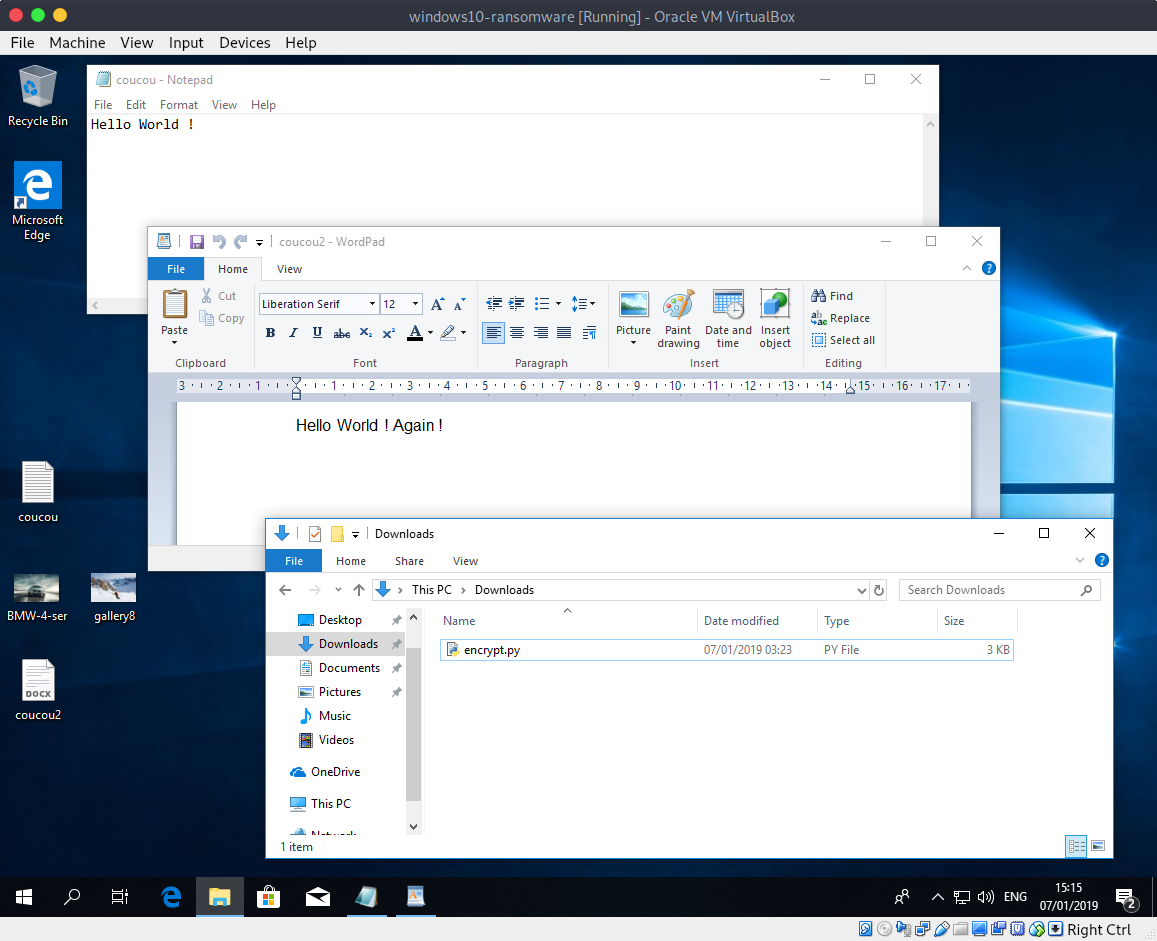 windows10-ransomware [Running] - Oracle VM VirtualBox
File Machine View Input Devices Help
Recycle Bin
Microsoft
Edge
coucou
BMW-4-ser
gallery8
DOCX
coucou2
coucou - Notepad
File Edit Format View Help
Hello World !
coucou2 - WordPad
File Home View
Paste
Cut
Copy
Clipboard
Liberation Serif 12
B I U abc X₂ X² A
Font
Paragraph
Picture
Paint
drawing
Date and
time
Insert
object
Insert
Find
Replace
Select all
Editing
3 2 1 1 2 3 4 5 6 7 8 9 10 11 12 13 14 15 16 17
Hello World ! Again !
Downloads
File Home Share View
This PC > Downloads
Search Downloads
Desktop
Downloads
Documents
Pictures
Music
Videos
OneDrive
This PC
Network
Name Date modified Type Size
encrypt.py 07/01/2019 03:23 PY File 3 KB
1 item
ENG
15:15
07/01/2019
2
Right Ctrl